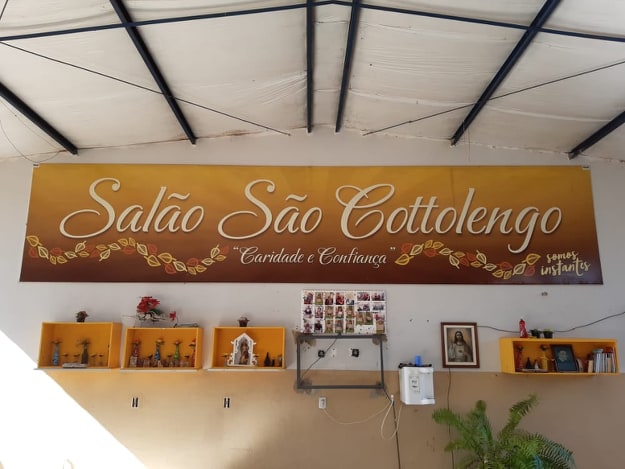 Salão São Cottolengo
"Caridade e Confiança"
somos
instantes